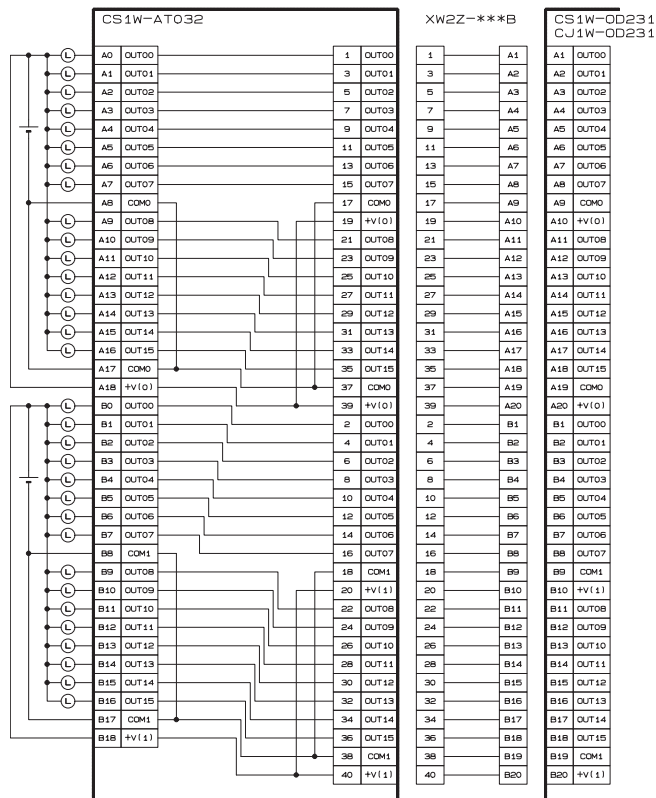 CS1W-AT032 XW2Z-***B CS1W-OD231
CJ1W-OD231
L A0 OUT00 1 OUT00 1 A1 A1 OUT00
L A1 OUT01 3 OUT01 3 A2 A2 OUT01
L A2 OUT02 5 OUT02 5 A3 A3 OUT02
L A3 OUT03 7 OUT03 7 A4 A4 OUT03
L A4 OUT04 9 OUT04 9 A5 A5 OUT04
L A5 OUT05 11 OUT05 11 A6 A6 OUT05
L A6 OUT06 13 OUT06 13 A7 A7 OUT06
L A7 OUT07 15 OUT07 15 A8 A8 OUT07
A8 COM0 17 COM0 17 A9 A9 COM0
L A9 OUT08 19 +V(0) 19 A10 A10 +V(0)
L A10 OUT09 21 OUT08 21 A11 A11 OUT08
L A11 OUT10 23 OUT09 23 A12 A12 OUT09
L A12 OUT11 25 OUT10 25 A13 A13 OUT10
L A13 OUT12 27 OUT11 27 A14 A14 OUT11
L A14 OUT13 29 OUT12 29 A15 A15 OUT12
L A15 OUT14 31 OUT13 31 A16 A16 OUT13
L A16 OUT15 33 OUT14 33 A17 A17 OUT14
A17 COM0 35 OUT15 35 A18 A18 OUT15
A18 +V(0) 37 COM0 37 A19 A19 COM0
L B0 OUT00 39 +V(0) 39 A20 A20 +V(0)
L B1 OUT01 2 OUT00 2 B1 B1 OUT00
L B2 OUT02 4 OUT01 4 B2 B2 OUT01
L B3 OUT03 6 OUT02 6 B3 B3 OUT02
L B4 OUT04 8 OUT03 8 B4 B4 OUT03
L B5 OUT05 10 OUT04 10 B5 B5 OUT04
L B6 OUT06 12 OUT05 12 B6 B6 OUT05
L B7 OUT07 14 OUT06 14 B7 B7 OUT06
B8 COM1 16 OUT07 16 B8 B8 OUT07
L B9 OUT08 18 COM1 18 B9 B9 COM1
L B10 OUT09 20 +V(1) 20 B10 B10 +V(1)
L B11 OUT10 22 OUT08 22 B11 B11 OUT08
L B12 OUT11 24 OUT09 24 B12 B12 OUT09
L B13 OUT12 26 OUT10 26 B13 B13 OUT10
L B14 OUT13 28 OUT11 28 B14 B14 OUT11
L B15 OUT14 30 OUT12 30 B15 B15 OUT12
L B16 OUT15 32 OUT13 32 B16 B16 OUT13
B17 COM1 34 OUT14 34 B17 B17 OUT14
B18 +V(1) 36 OUT15 36 B18 B18 OUT15
38 COM1 38 B19 B19 COM1
40 +V(1) 40 B20 B20 +V(1)